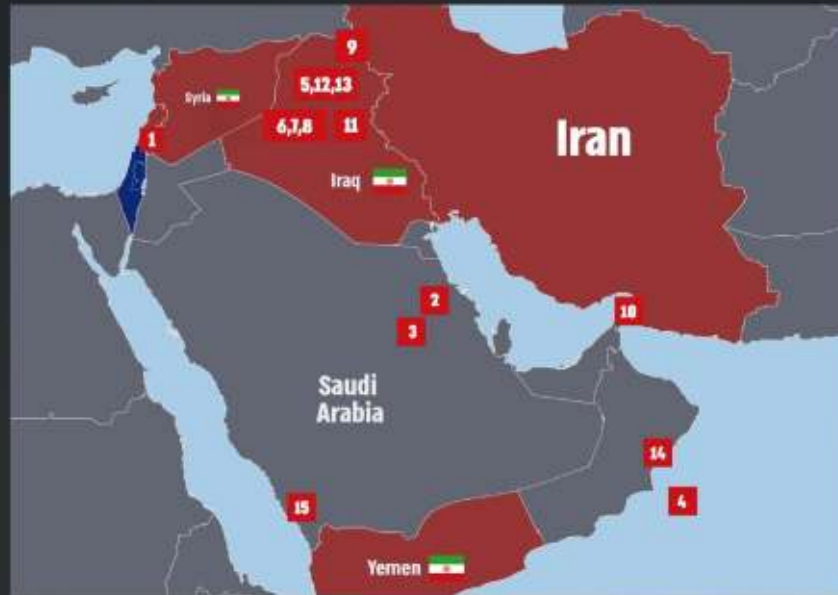 9
5,12,13
Syria
1
6,7,8
11
Iran
Iraq
2
10
3
Saudi
Arabia
14
4
15
Yemen